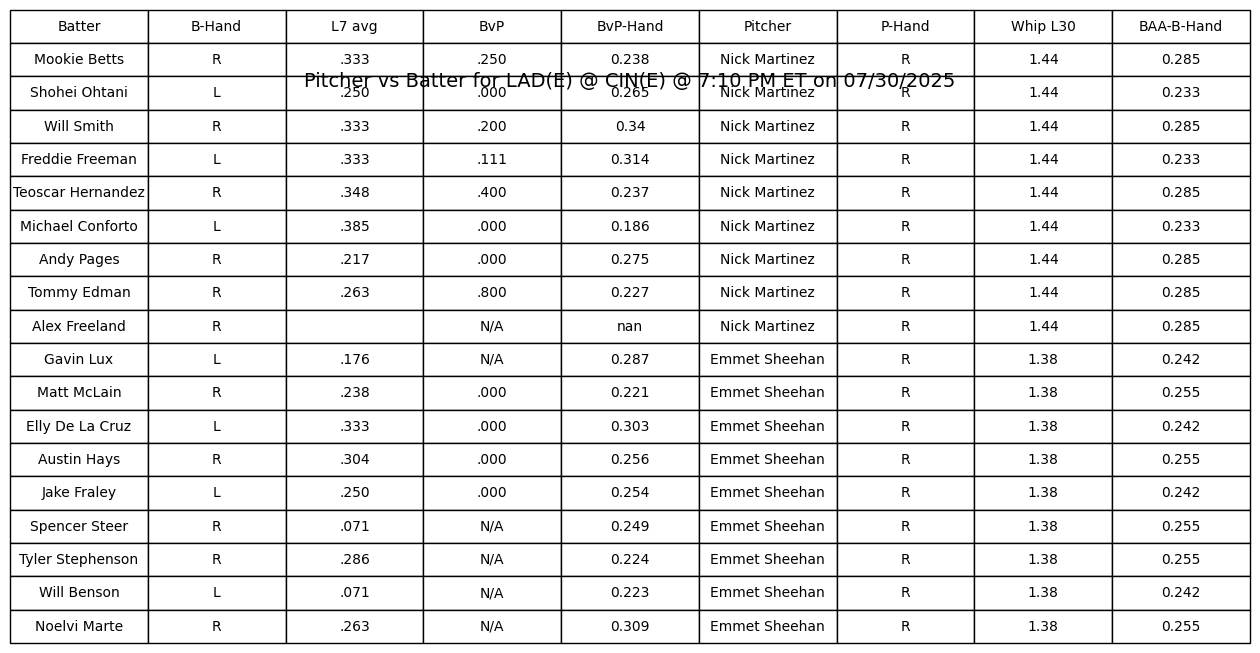 Batter B-Hand L7 avg BvP BvP-Hand Pitcher P-Hand Whip L30 BAA-B-Hand
Mookie Betts R .333 .250 0.238 Nick Martinez R 1.44 0.285
Pitcher vs Batter for LAD(E) @ CIN(E) @ 7:10 PM ET on 07/30/2025
Shohei Ohtani L .250 .000 0.265 Nick Martinez R 1.44 0.233
Will Smith R .333 .200 0.34 Nick Martinez R 1.44 0.285
Freddie Freeman L .333 .111 0.314 Nick Martinez R 1.44 0.233
Teoscar Hernandez R .348 .400 0.237 Nick Martinez R 1.44 0.285
Michael Conforto L .385 .000 0.186 Nick Martinez R 1.44 0.233
Andy Pages R .217 .000 0.275 Nick Martinez R 1.44 0.285
Tommy Edman R .263 .800 0.227 Nick Martinez R 1.44 0.285
Alex Freeland R N/A nan Nick Martinez R 1.44 0.285
Gavin Lux L .176 N/A 0.287 Emmet Sheehan R 1.38 0.242
Matt McLain R .238 .000 0.221 Emmet Sheehan R 1.38 0.255
Elly De La Cruz L .333 .000 0.303 Emmet Sheehan R 1.38 0.242
Austin Hays R .304 .000 0.256 Emmet Sheehan R 1.38 0.255
Jake Fraley L .250 .000 0.254 Emmet Sheehan R 1.38 0.242
Spencer Steer R .071 N/A 0.249 Emmet Sheehan R 1.38 0.255
Tyler Stephenson R .286 N/A 0.224 Emmet Sheehan R 1.38 0.255
Will Benson L .071 N/A 0.223 Emmet Sheehan R 1.38 0.242
Noelvi Marte R .263 N/A 0.309 Emmet Sheehan R 1.38 0.255